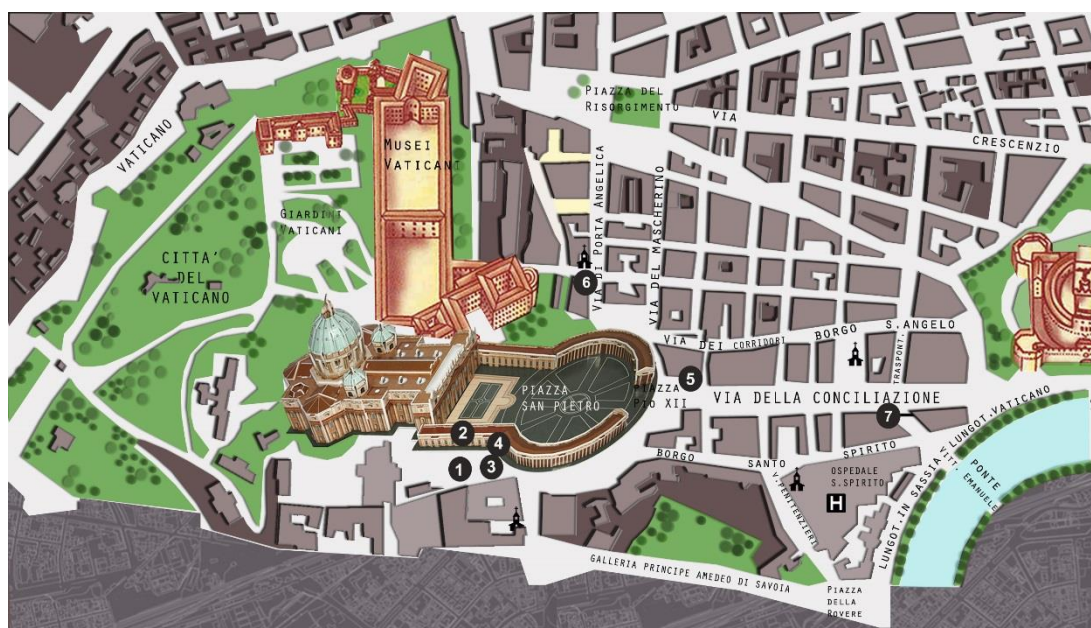 PIAZZA DEL
RISORGIMENTO
VIA
CRESCENZIO
VATICANO
MUSEI
VATICANI
VIA DI PORTA ANGELICA
VIA DEL MASCHERINO
GIARDINI
VATICANI
CITTA'
DEL
VATICANO
6
BORGO S.ANGELO
VIA DEI CORRIDORI
TRASPONT.
5
PIAZZA
SAN PIETRO
PIAZZA
PIO XII
VIA DELLA CONCILIAZIONE
7
2
4
1
3
BORGO SANTO SPIRITO
LUNGOT.VATICANO
PONTE
VITT. EMANUELE
OSPEDALE
S.SPIRITO
H
V.PENITENZIERI
LUNGOT.IN SASSIA
GALLERIA PRINCIPE AMEDEO DI SAVOIA
PIAZZA
DELLA
ROVERE